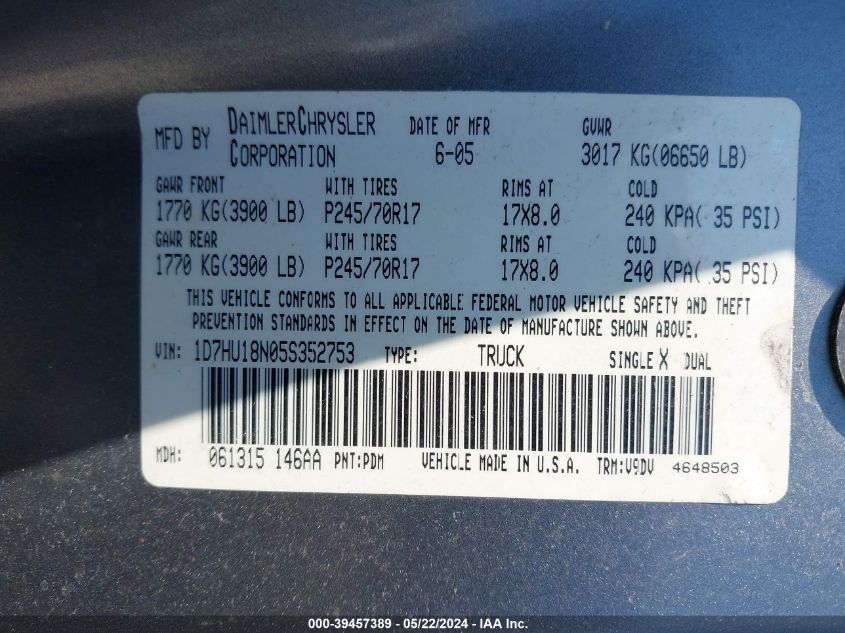 MFD BY DAIMLERCHRYSLER CORPORATION DATE OF MFR 6-05 GVWR 3017 KG(06650 LB)
GAWR FRONT WITH TIRES RIMS AT COLD
1770 KG(3900 LB) P245/70R17 17X8.0 240 KPA( 35 PSI)
GAWR REAR WITH TIRES RIMS AT COLD
1770 KG(3900 LB) P245/70R17 17X8.0 240 KPA( 35 PSI)
THIS VEHICLE CONFORMS TO ALL APPLICABLE FEDERAL MOTOR VEHICLE SAFETY AND THEFT
PREVENTION STANDARDS IN EFFECT ON THE DATE OF MANUFACTURE SHOWN ABOVE.
VIN: 1D7HU18N05S352753 TYPE: TRUCK SINGLE X DUAL
MDH: 061315 146AA PNT:PDM VEHICLE MADE IN U.S.A. TRM:V9DV 4648503
000-39457389 - 05/22/2024 - IAA Inc.